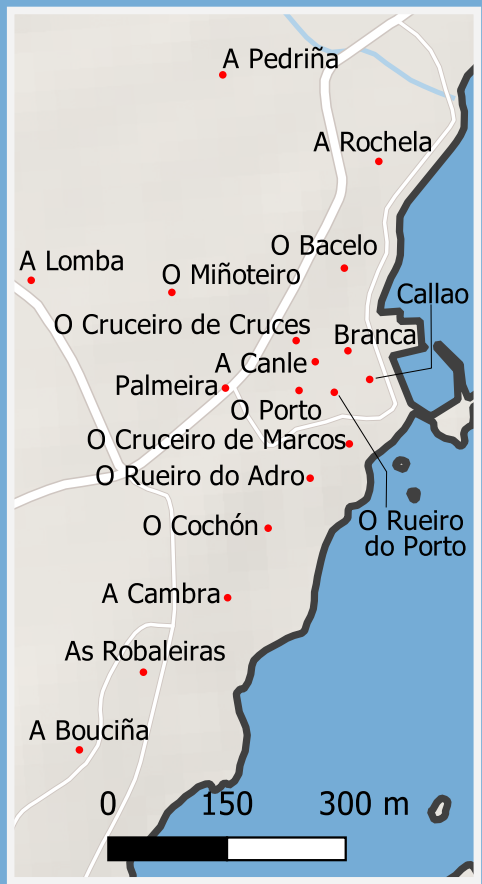 A Pedriña
A Rochela
O Bacelo
A Lomba
O Miñoteiro
Callao
O Cruceiro de Cruces
Branca
A Canle
Palmeira
O Porto
O Cruceiro de Marcos
O Rueiro do Adro
O Rueiro
do Porto
O Cochón
A Cambra
As Robaleiras
A Bouciña
0 150 300 m